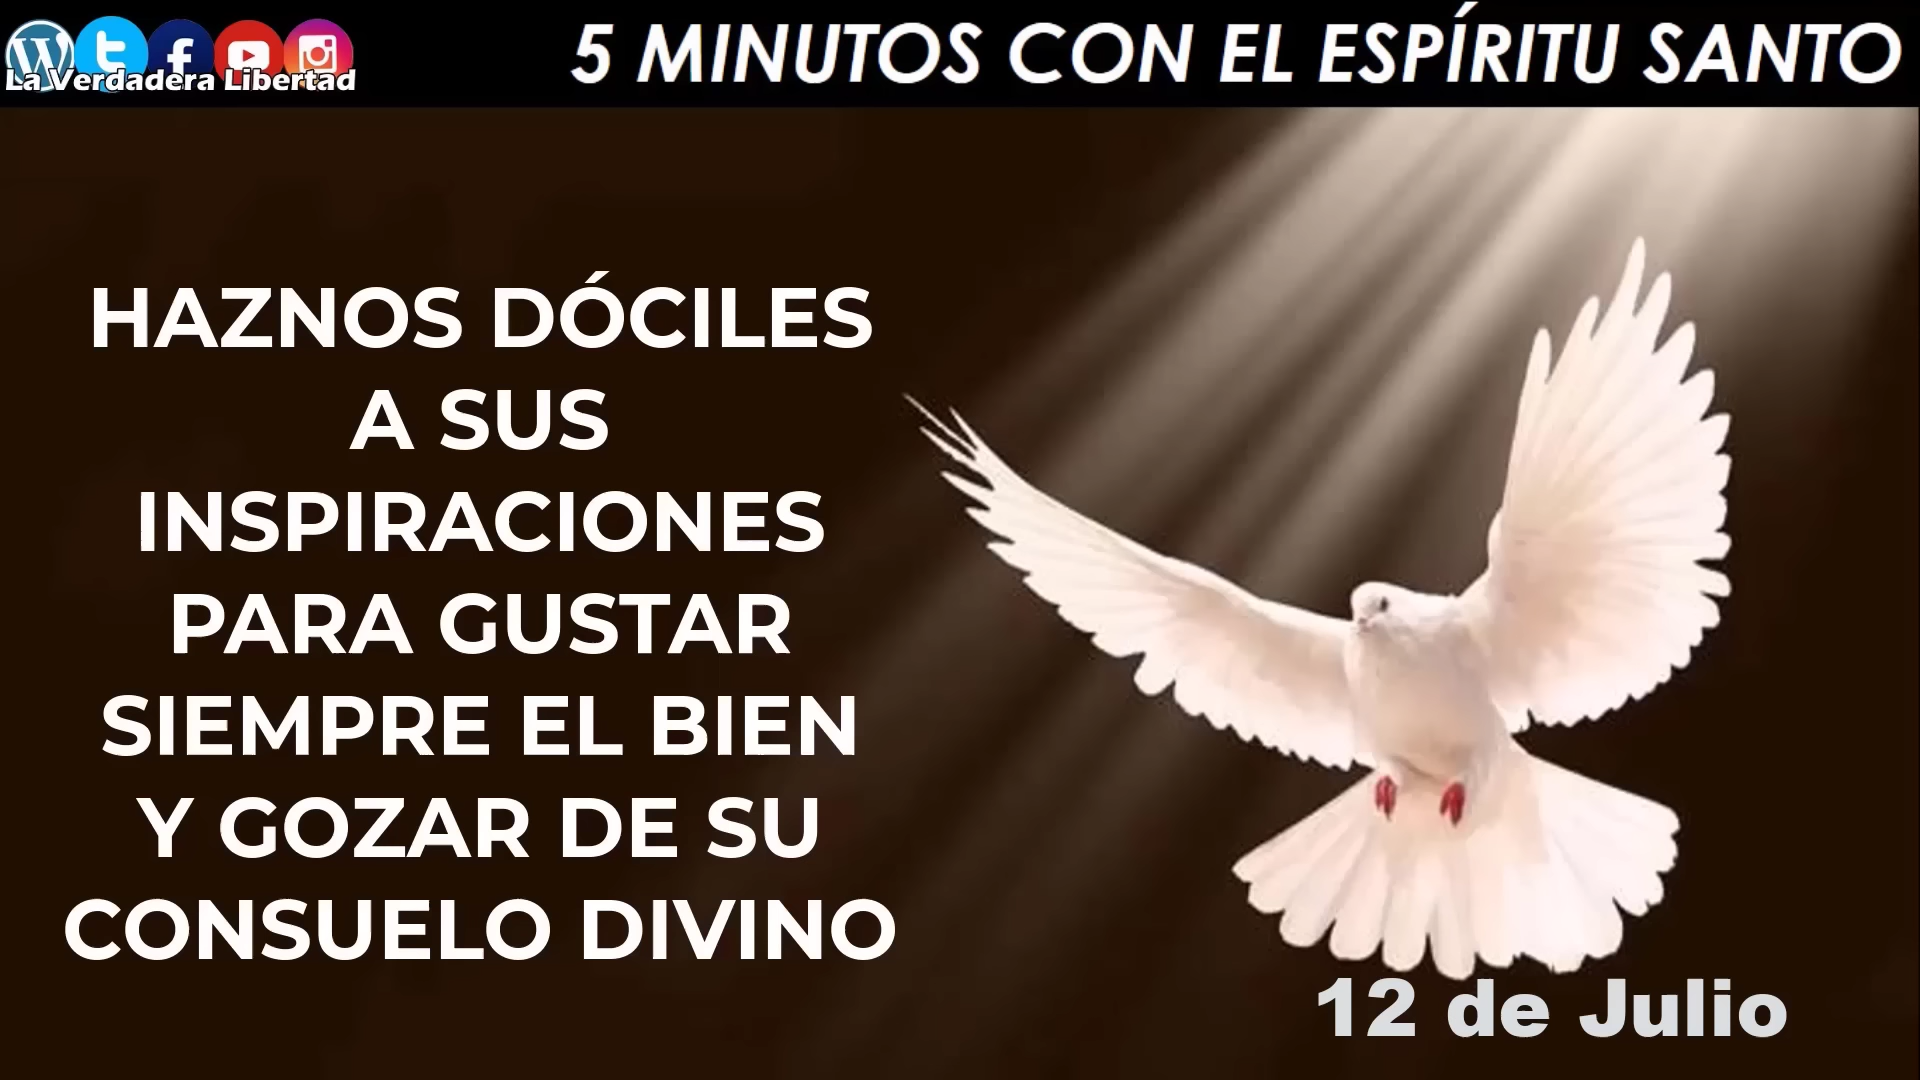 La Verdadera Libertad
5 MINUTOS CON EL ESPÍRITU SANTO
HAZNOS DÓCILES
A SUS
INSPIRACIONES
PARA GUSTAR
SIEMPRE EL BIEN
Y GOZAR DE SU
CONSUELO DIVINO
12 de Julio